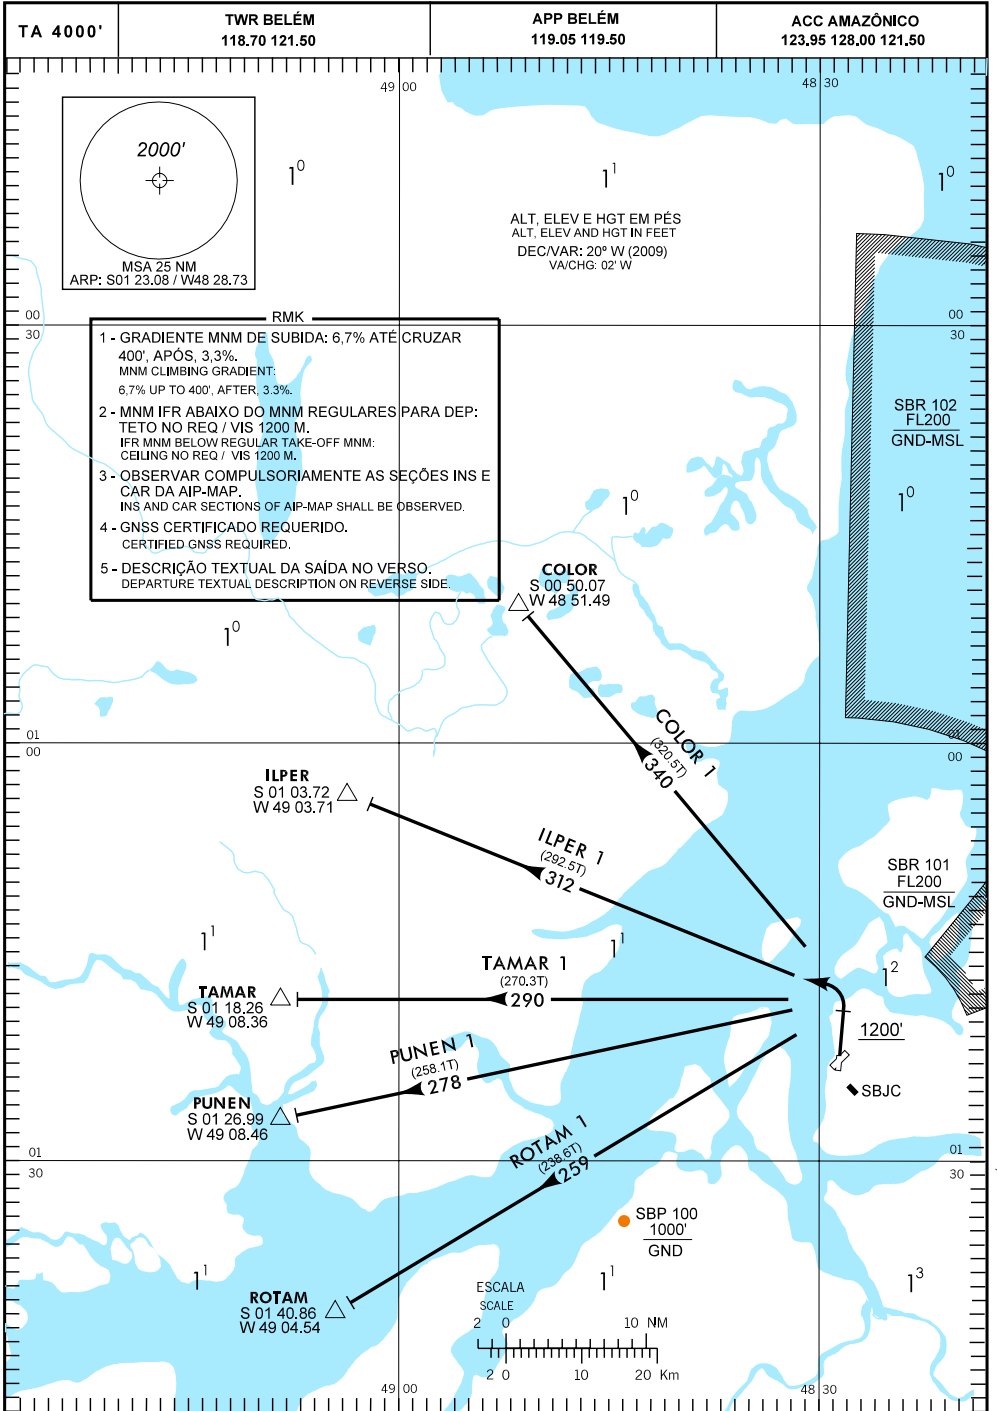 TA 4000'
TWR BELÉM
118.70 121.50
APP BELÉM
119.05 119.50
ACC AMAZÔNICO
123.95 128.00 121.50
49 00
48 30
2000'
MSA 25 NM
ARP: S01 23.08 / W48 28.73
1⁰
1¹
1⁰
ALT, ELEV E HGT EM PÉS
ALT, ELEV AND HGT IN FEET
DEC/VAR: 20° W (2009)
VA/CHG: 02' W
00
30
00
30
RMK
1 - GRADIENTE MNM DE SUBIDA: 6,7% ATÉ CRUZAR
400', APÓS, 3,3%.
MNM CLIMBING GRADIENT:
6,7% UP TO 400', AFTER, 3.3%.
2 - MNM IFR ABAIXO DO MNM REGULARES PARA DEP:
TETO NO REQ / VIS 1200 M.
IFR MNM BELOW REGULAR TAKE-OFF MNM:
CEILING NO REQ / VIS 1200 M.
3 - OBSERVAR COMPULSORIAMENTE AS SEÇÕES INS E
CAR DA AIP-MAP.
INS AND CAR SECTIONS OF AIP-MAP SHALL BE OBSERVED.
4 - GNSS CERTIFICADO REQUERIDO.
CERTIFIED GNSS REQUIRED.
5 - DESCRIÇÃO TEXTUAL DA SAÍDA NO VERSO.
DEPARTURE TEXTUAL DESCRIPTION ON REVERSE SIDE.
SBR 102
FL200
GND-MSL
1⁰
1⁰
COLOR
S 00 50.07
W 48 51.49
1⁰
COLOR 1
(320.5T)
340
01
00
01
00
ILPER
S 01 03.72
W 49 03.71
ILPER 1
(292.5T)
312
SBR 101
FL200
GND-MSL
1¹
1¹
1²
TAMAR
S 01 18.26
W 49 08.36
TAMAR 1
(270.3T)
290
1200'
PUNEN 1
(258.1T)
278
SBJC
PUNEN
S 01 26.99
W 49 08.46
ROTAM 1
(238.6T)
259
01
30
01
30
SBP 100
1000'
GND
1¹
1¹
1³
ROTAM
S 01 40.86
W 49 04.54
ESCALA
SCALE
2 0 10 NM
2 0 10 20 Km
49 00
48 30